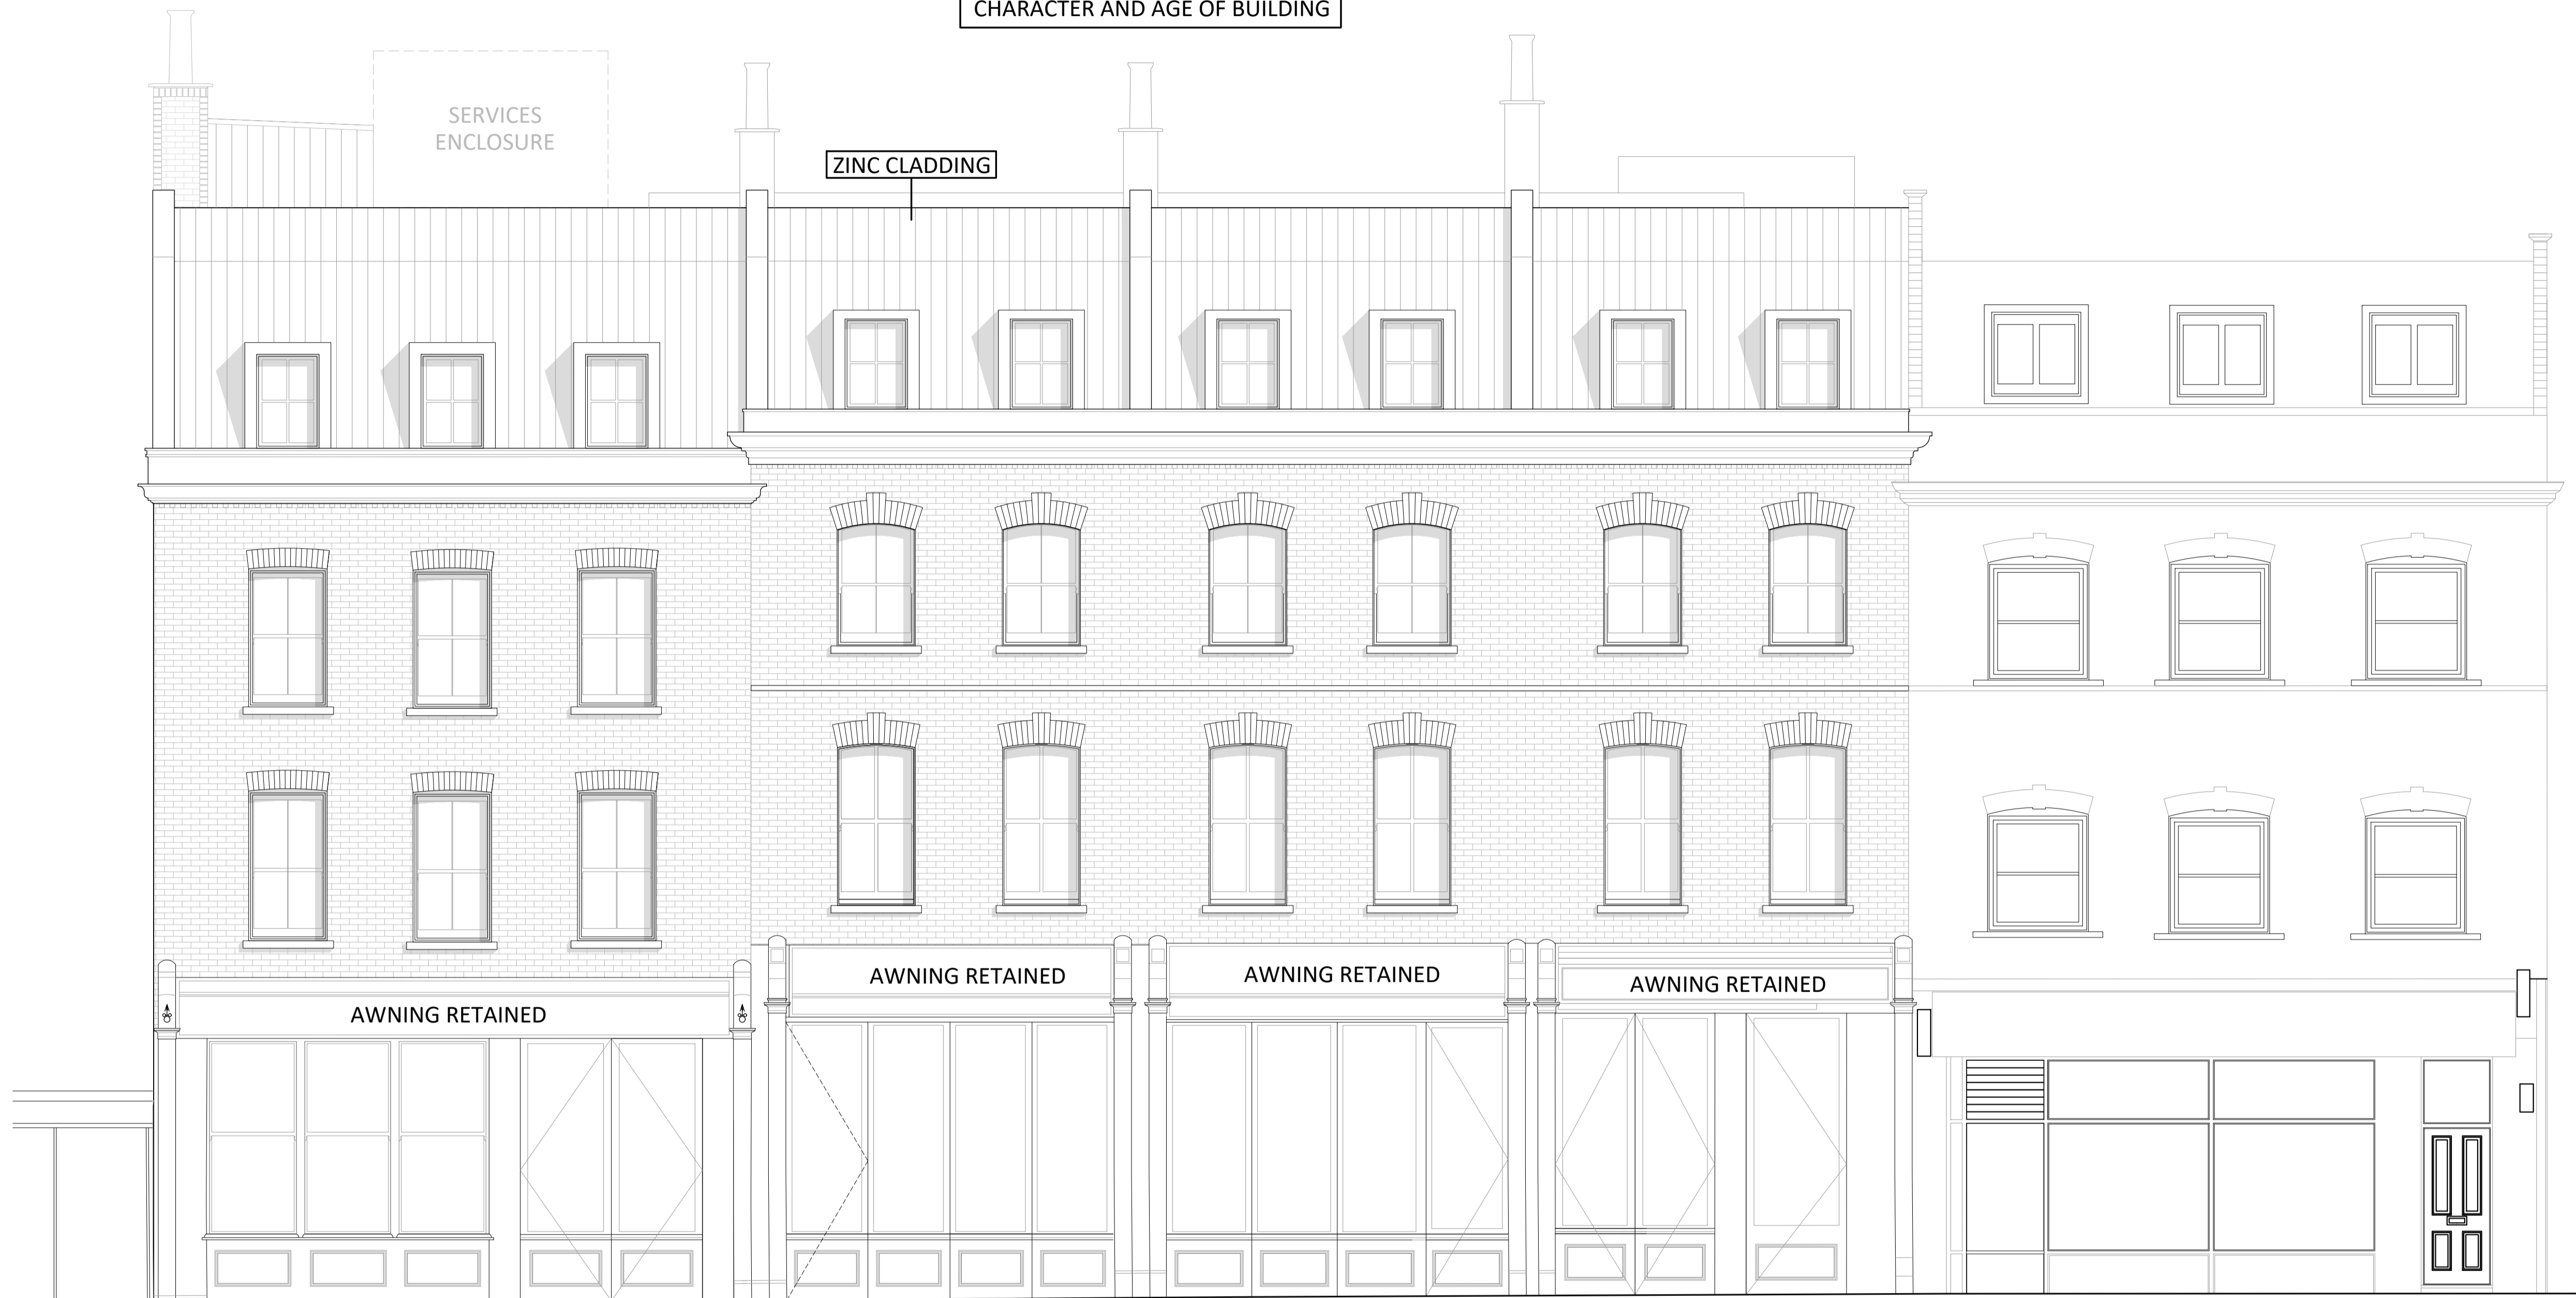 CHARACTER AND AGE OF BUILDING
SERVICES
ENCLOSURE
ZINC CLADDING
AWNING RETAINED
AWNING RETAINED
AWNING RETAINED
AWNING RETAINED